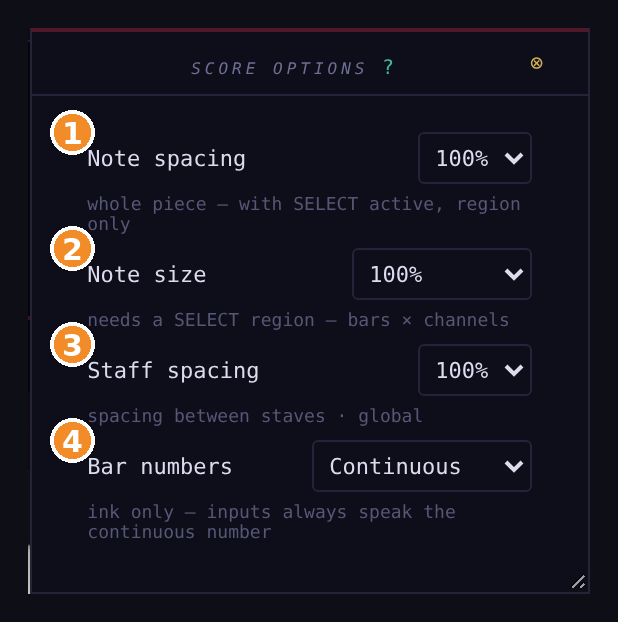 SCORE OPTIONS ? ⊗
1
Note spacing 100%
whole piece — with SELECT active, region
only
2
Note size 100%
needs a SELECT region — bars × channels
3
Staff spacing 100%
spacing between staves · global
4
Bar numbers Continuous
ink only — inputs always speak the
continuous number